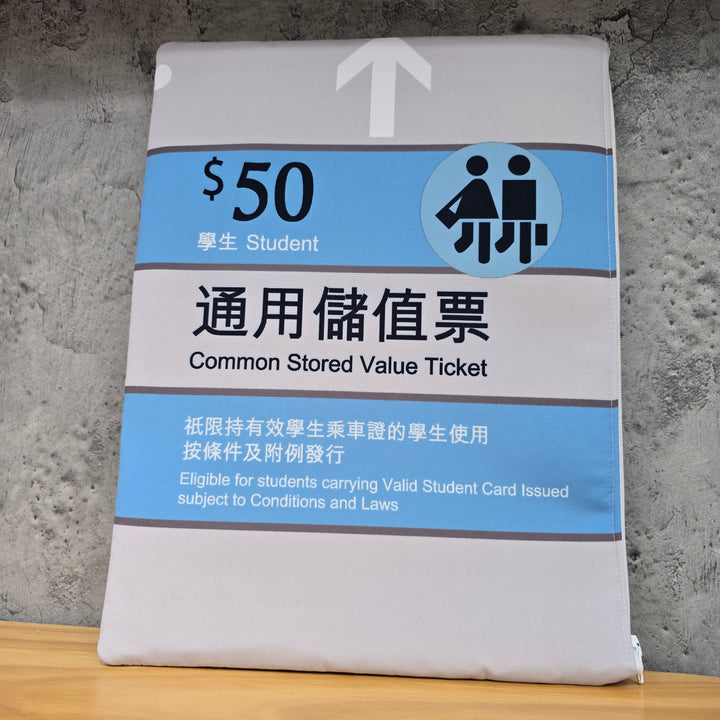 $50
學生 Student
通用儲值票
Common Stored Value Ticket
祇限持有效學生乘車證的學生使用
按條件及附例發行
Eligible for students carrying Valid Student Card Issued
subject to Conditions and Laws